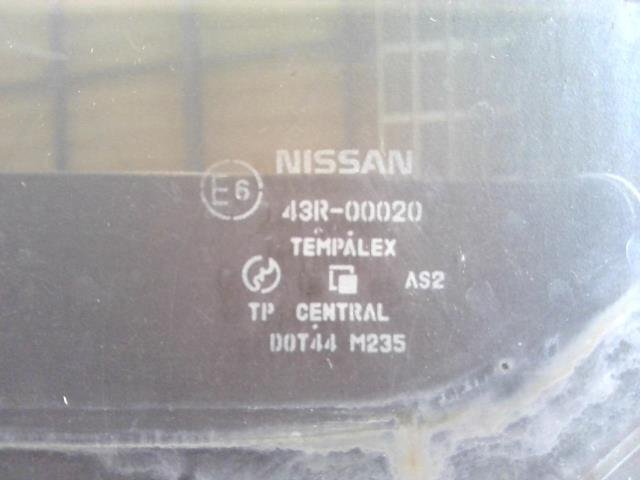 NISSAN
E6 43R-00020
TEMPALEX
AS2
TP CENTRAL
DOT44 M235